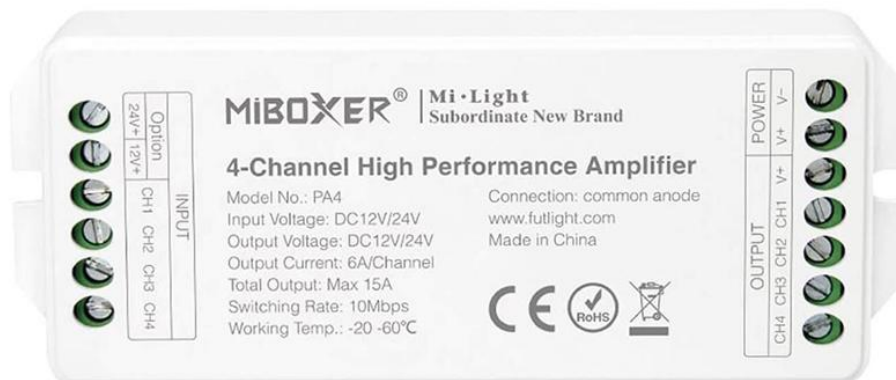 MiBOXER® | Mi·Light
Subordinate New Brand
4-Channel High Performance Amplifier
Model No.: PA4
Input Voltage: DC12V/24V
Output Voltage: DC12V/24V
Output Current: 6A/Channel
Total Output: Max 15A
Switching Rate: 10Mbps
Working Temp.: -20 -60℃
Connection: common anode
www.futlight.com
Made in China
CE
RoHS
INPUT
Option
24V+ 12V+
CH1 CH2 CH3 CH4
POWER
V- V+
OUTPUT
V+ CH1 CH2 CH3 CH4